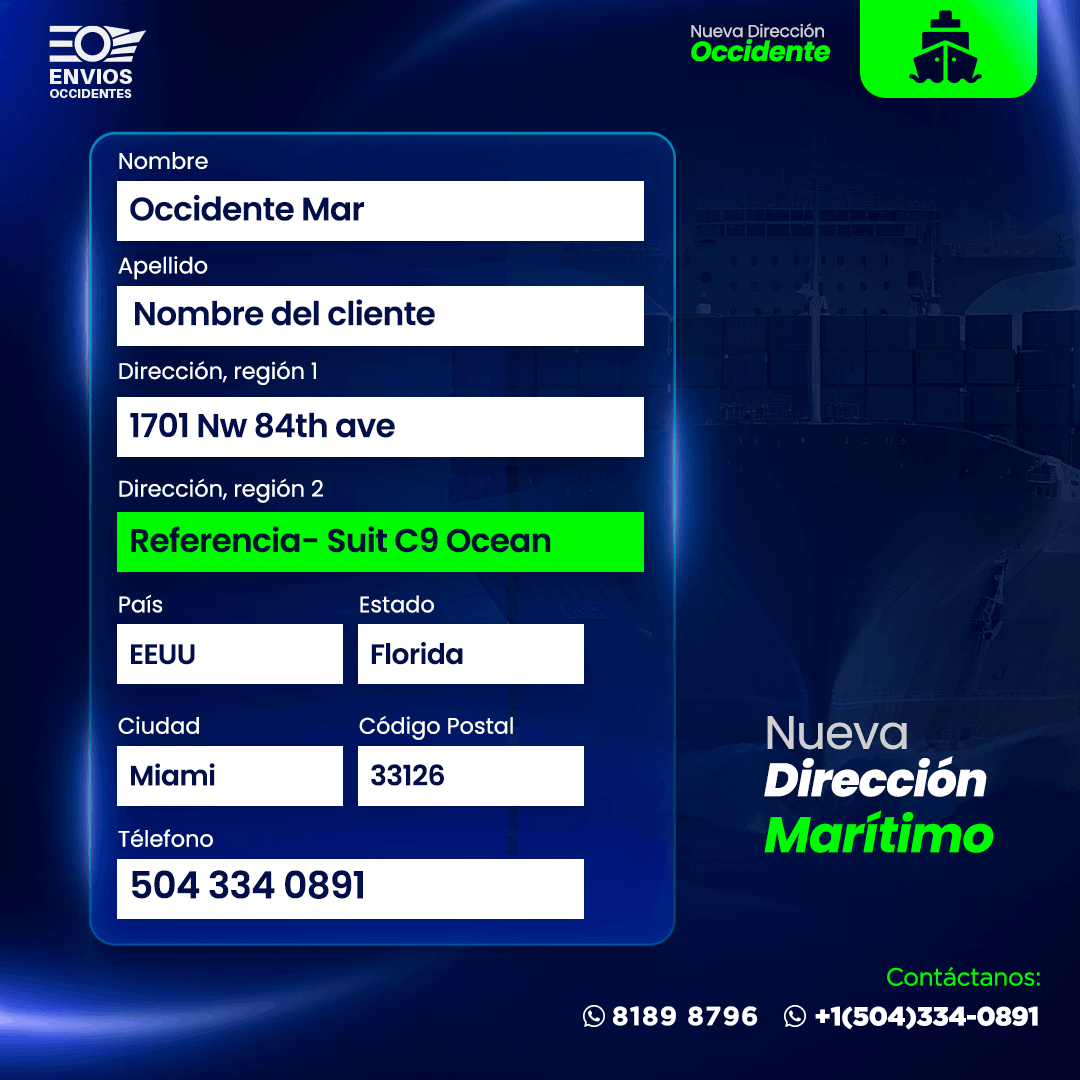 ENVIOS
OCCIDENTES
Nueva Dirección
Occidente
Nombre
Occidente Mar
Apellido
Nombre del cliente
Dirección, región 1
1701 Nw 84th ave
Dirección, región 2
Referencia- Suit C9 Ocean
País
EEUU
Estado
Florida
Ciudad
Miami
Código Postal
33126
Télefono
504 334 0891
Nueva
Dirección
Marítimo
Contáctanos:
8189 8796 +1(504)334-0891